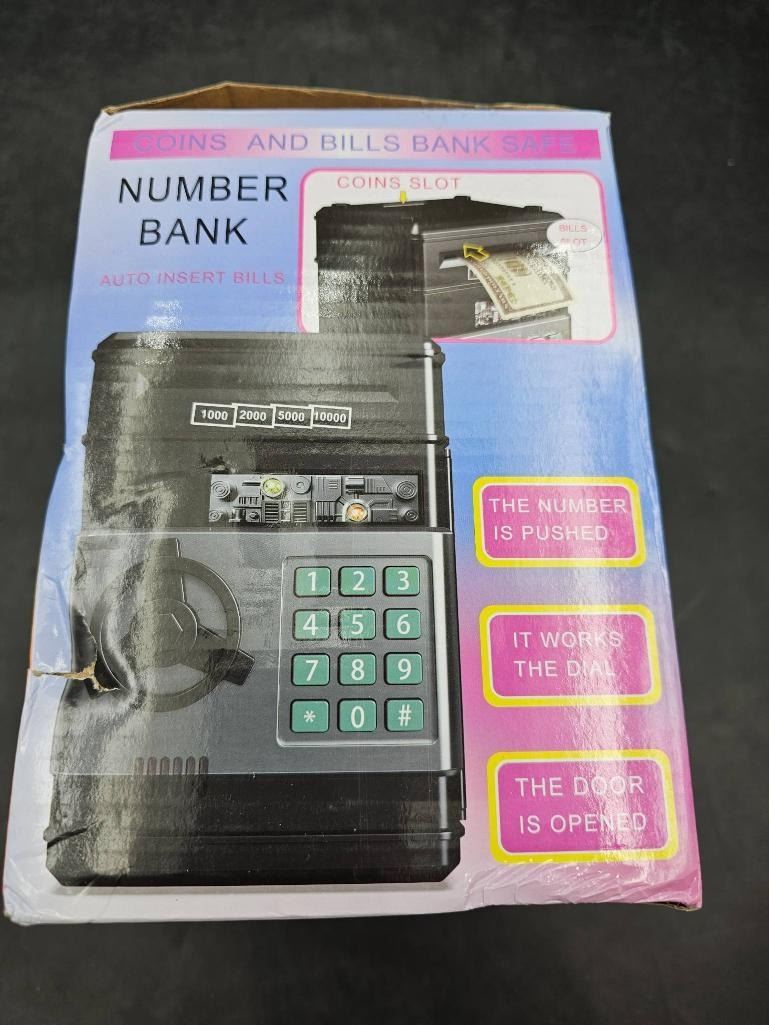 COINS AND BILLS BANK SAFE
NUMBER
BANK
AUTO INSERT BILLS
COINS SLOT
BILLS
SLOT
1000 2000 5000 10000
1 2 3
4 5 6
7 8 9
* 0 #
THE NUMBER
IS PUSHED
IT WORKS
THE DIAL
THE DOOR
IS OPENED